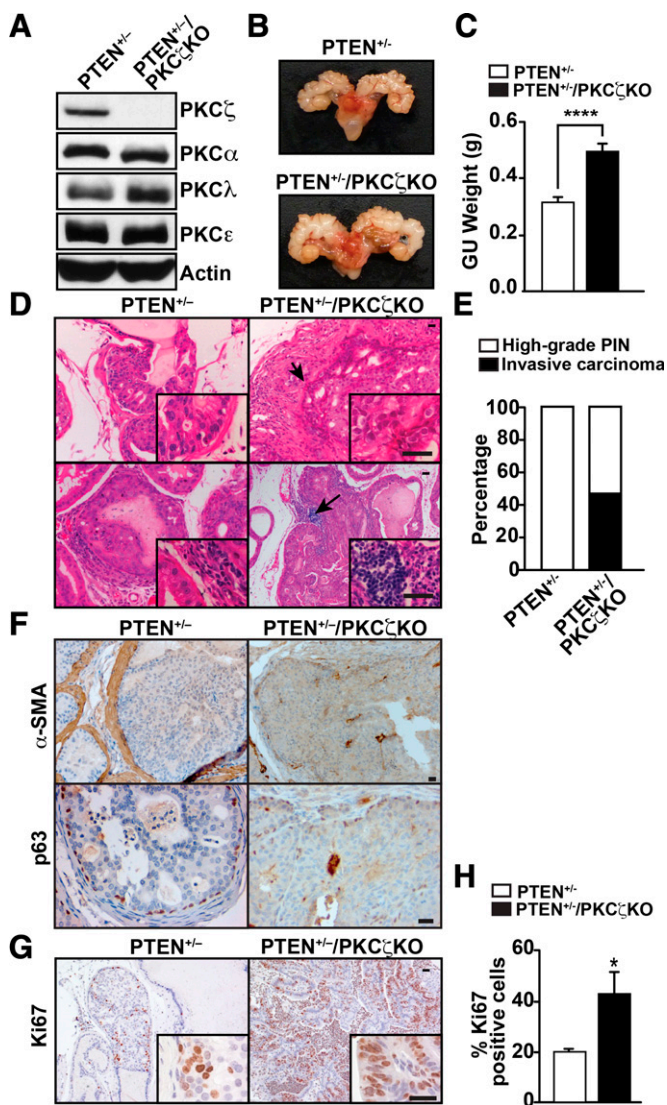 A
PTEN+/–
PTEN+/–/
PKCζKO
PKCζ
PKCα
PKCλ
PKCε
Actin
B
PTEN+/-
PTEN+/-/PKCζKO
C
PTEN+/-
PTEN+/-/PKCζKO
****
GU Weight (g)
0.6
0.4
0.2
0.0
D
PTEN+/–
PTEN+/–/PKCζKO
E
High-grade PIN
Invasive carcinoma
Percentage
100
80
60
40
20
0
PTEN+/-
PTEN+/-/
PKCζKO
F
PTEN+/–
PTEN+/–/PKCζKO
α-SMA
p63
G
PTEN+/–
PTEN+/–/PKCζKO
Ki67
H
PTEN+/-
PTEN+/-/PKCζKO
*
% Ki67
positive cells
60
40
20
0